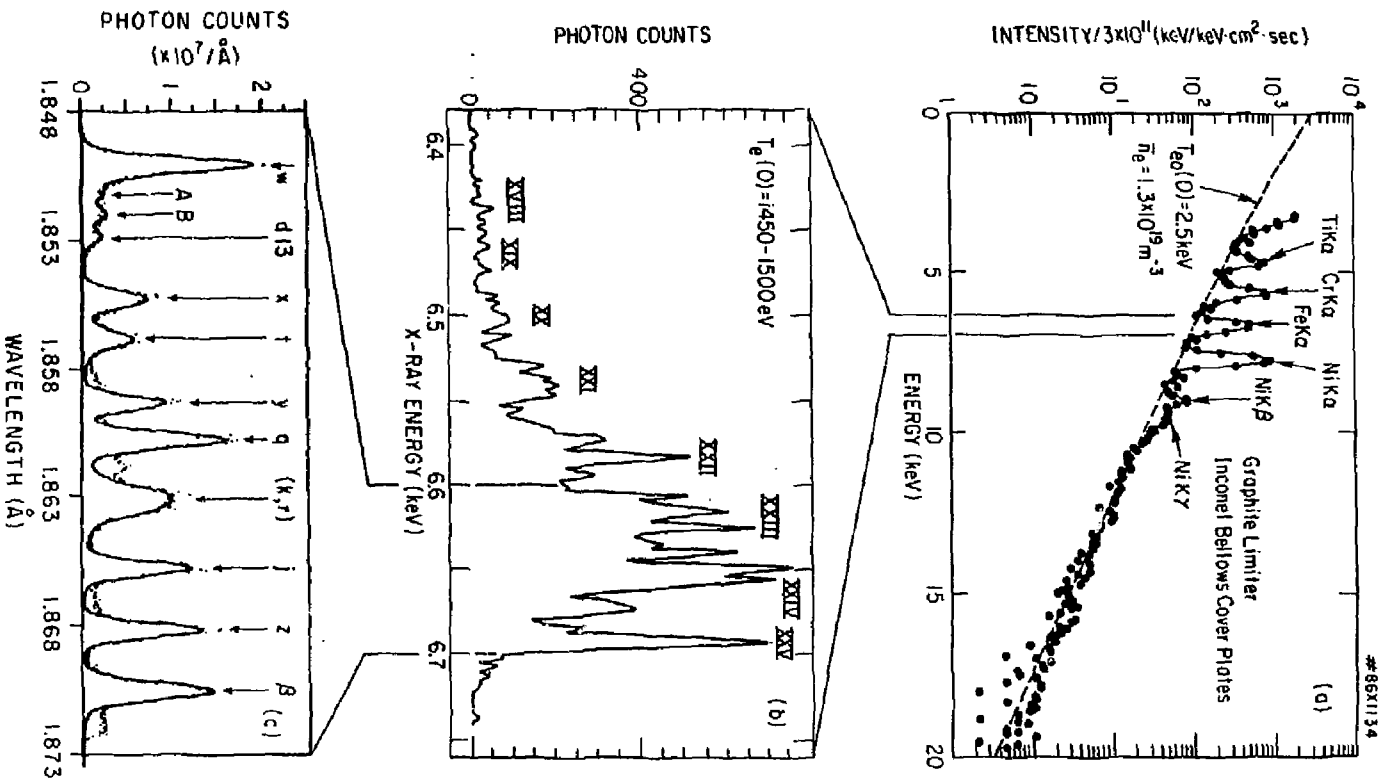 #86X1134
INTENSITY/3x10¹¹(keV/keV·cm²·sec)
10⁴
10³
10²
10¹
10
1
(a)
Graphite Limiter
Inconel Bellows Cover Plates
TiKα
CrKα
FeKα
NiKα
NiKβ
NiKγ
Teo(0)=2.5keV
n̄e=1.3x10¹⁹m⁻³
0 5 10 15 20
ENERGY (keV)
PHOTON COUNTS
400
0
(b)
Te(0)=1450-1500eV
XVIII XIX XX XXI XXII XXIII XXIV XXV
6.4 6.5 6.6 6.7
X-RAY ENERGY (keV)
PHOTON COUNTS
(x10⁷/Å)
2
1
0
(c)
w A B d13 x t y q (k,r) j z β
1.848 1.853 1.858 1.863 1.868 1.873
WAVELENGTH (Å)